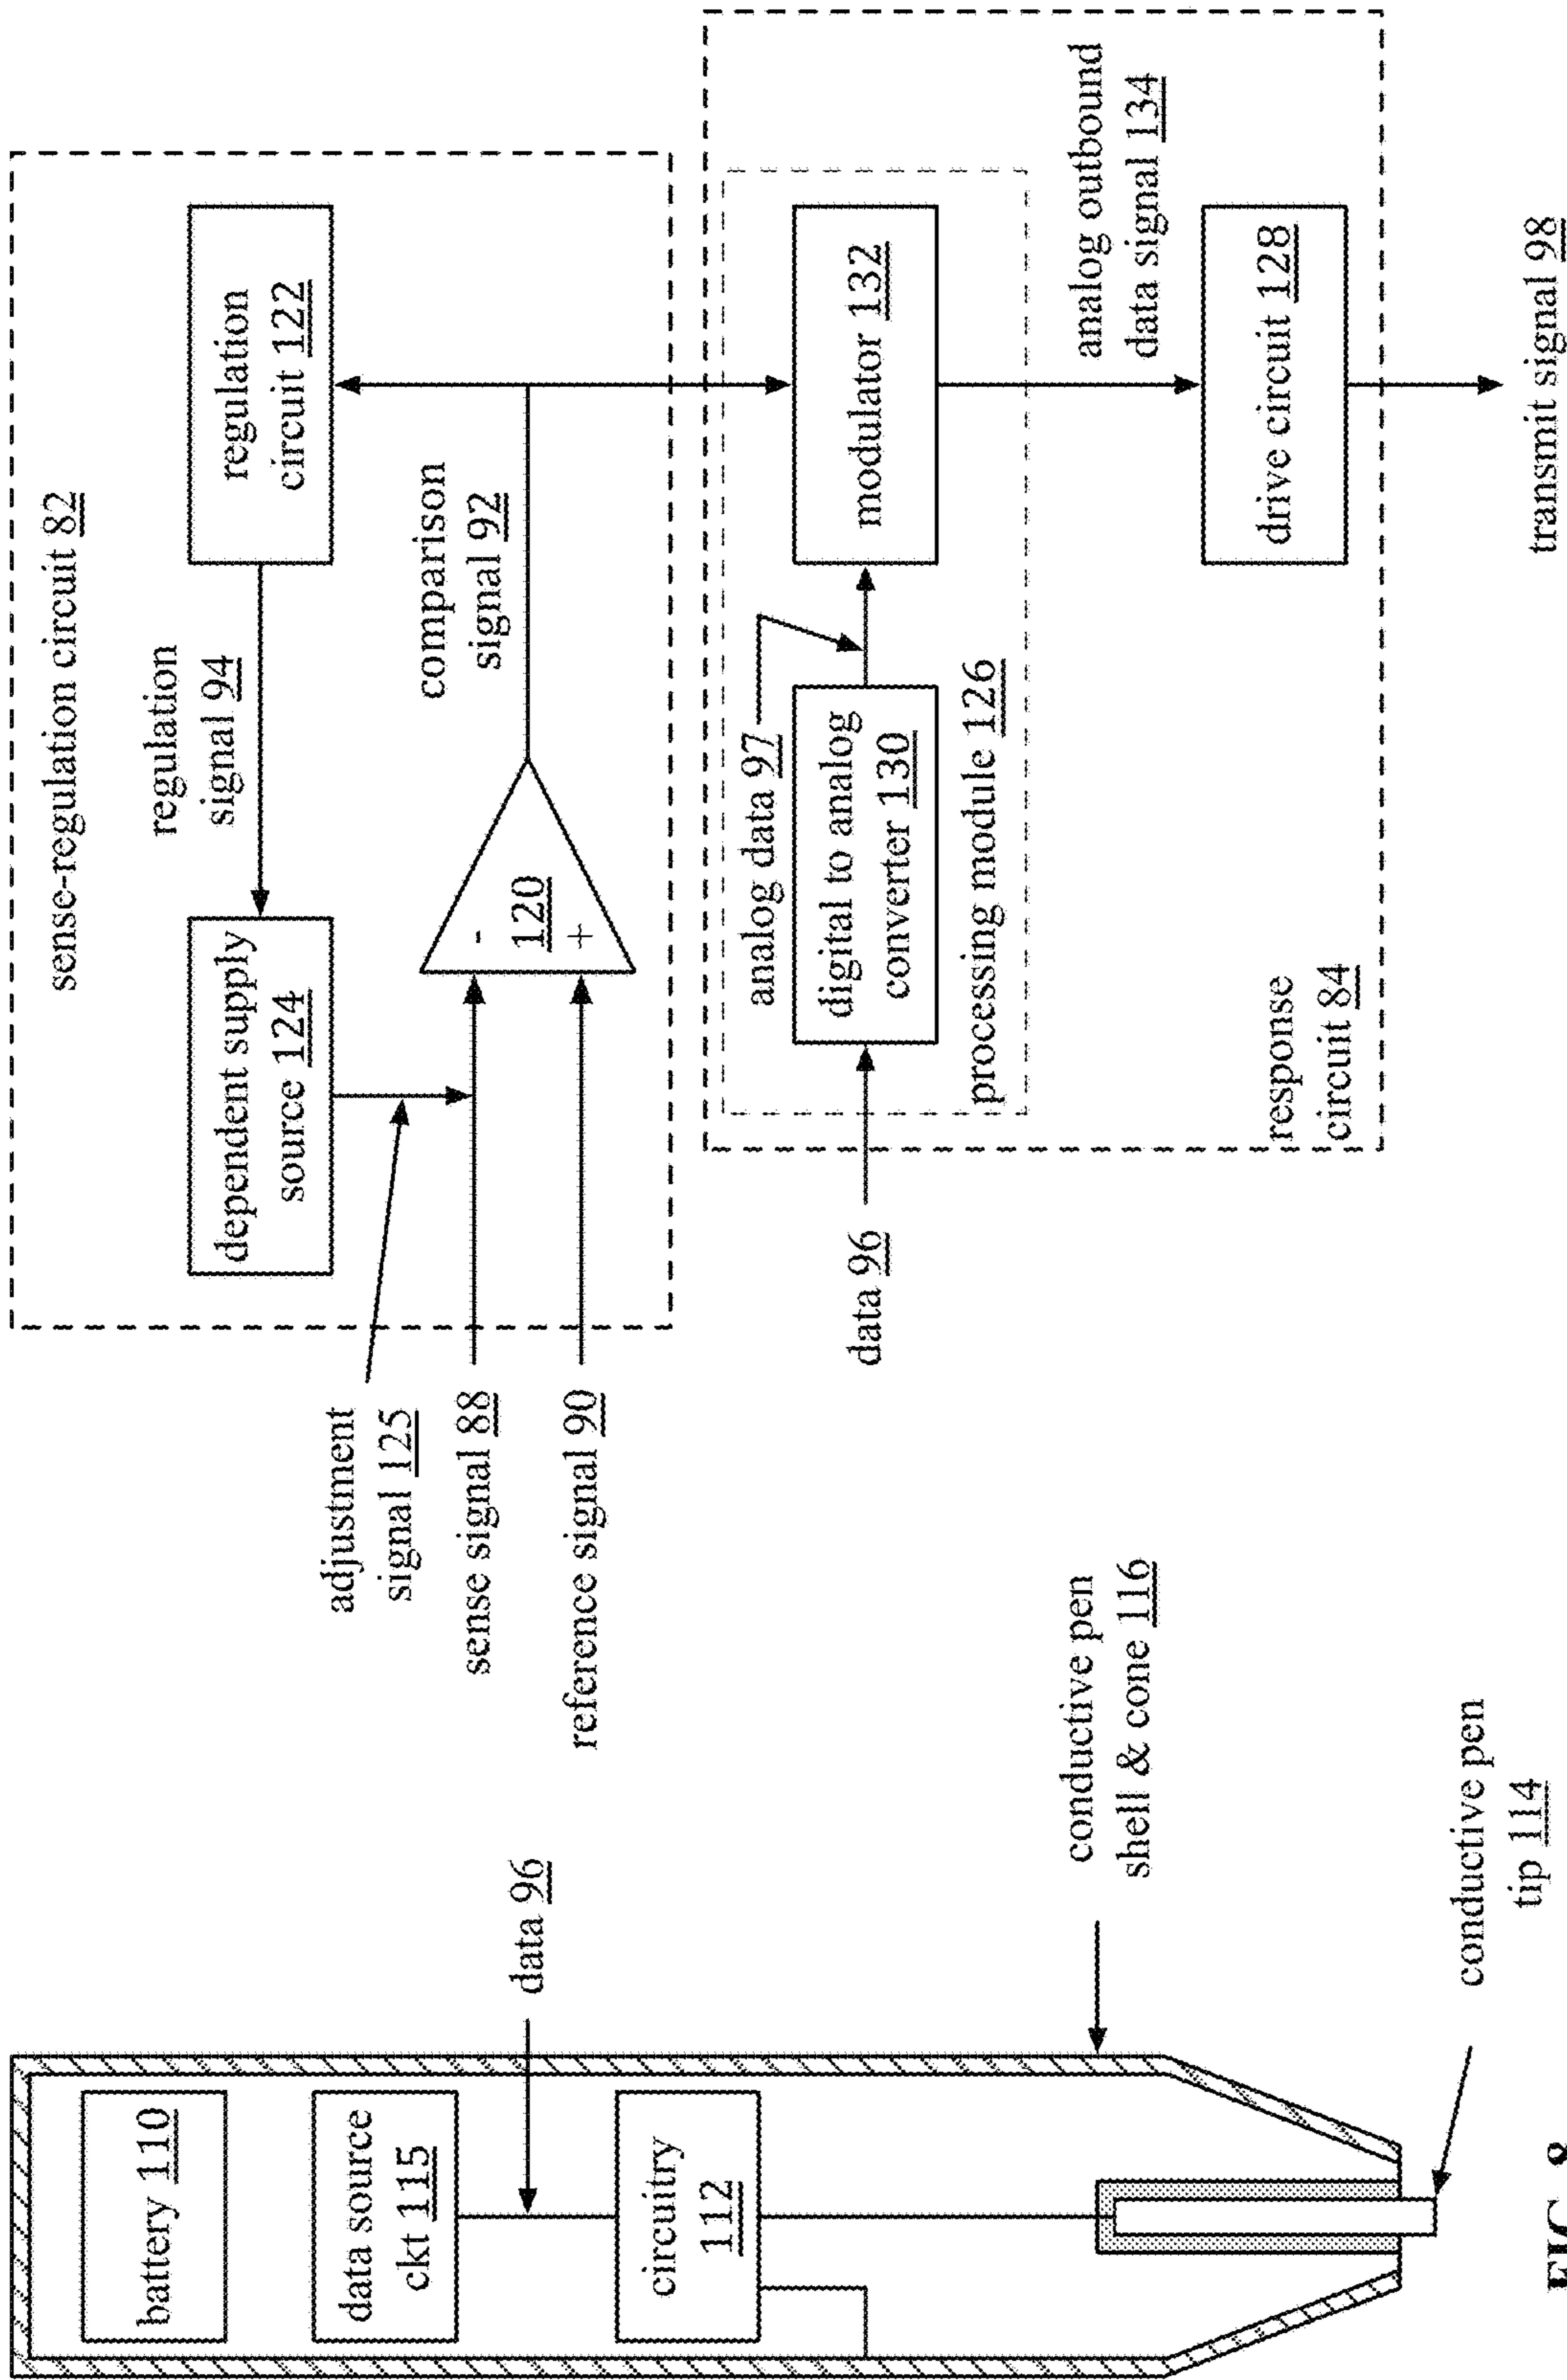 battery 110
data source
ckt 115
data 96
circuitry
112
conductive pen
shell & cone 116
conductive pen
tip 114
sense-regulation circuit 82
dependent supply
source 124
regulation
signal 94
regulation
circuit 122
adjustment
signal 125
sense signal 88
reference signal 90
-
120
+
comparison
signal 92
analog data 97
data 96
digital to analog
converter 130
modulator 132
processing module 126
analog outbound
data signal 134
response
circuit 84
drive circuit 128
transmit signal 98
FIG. 8